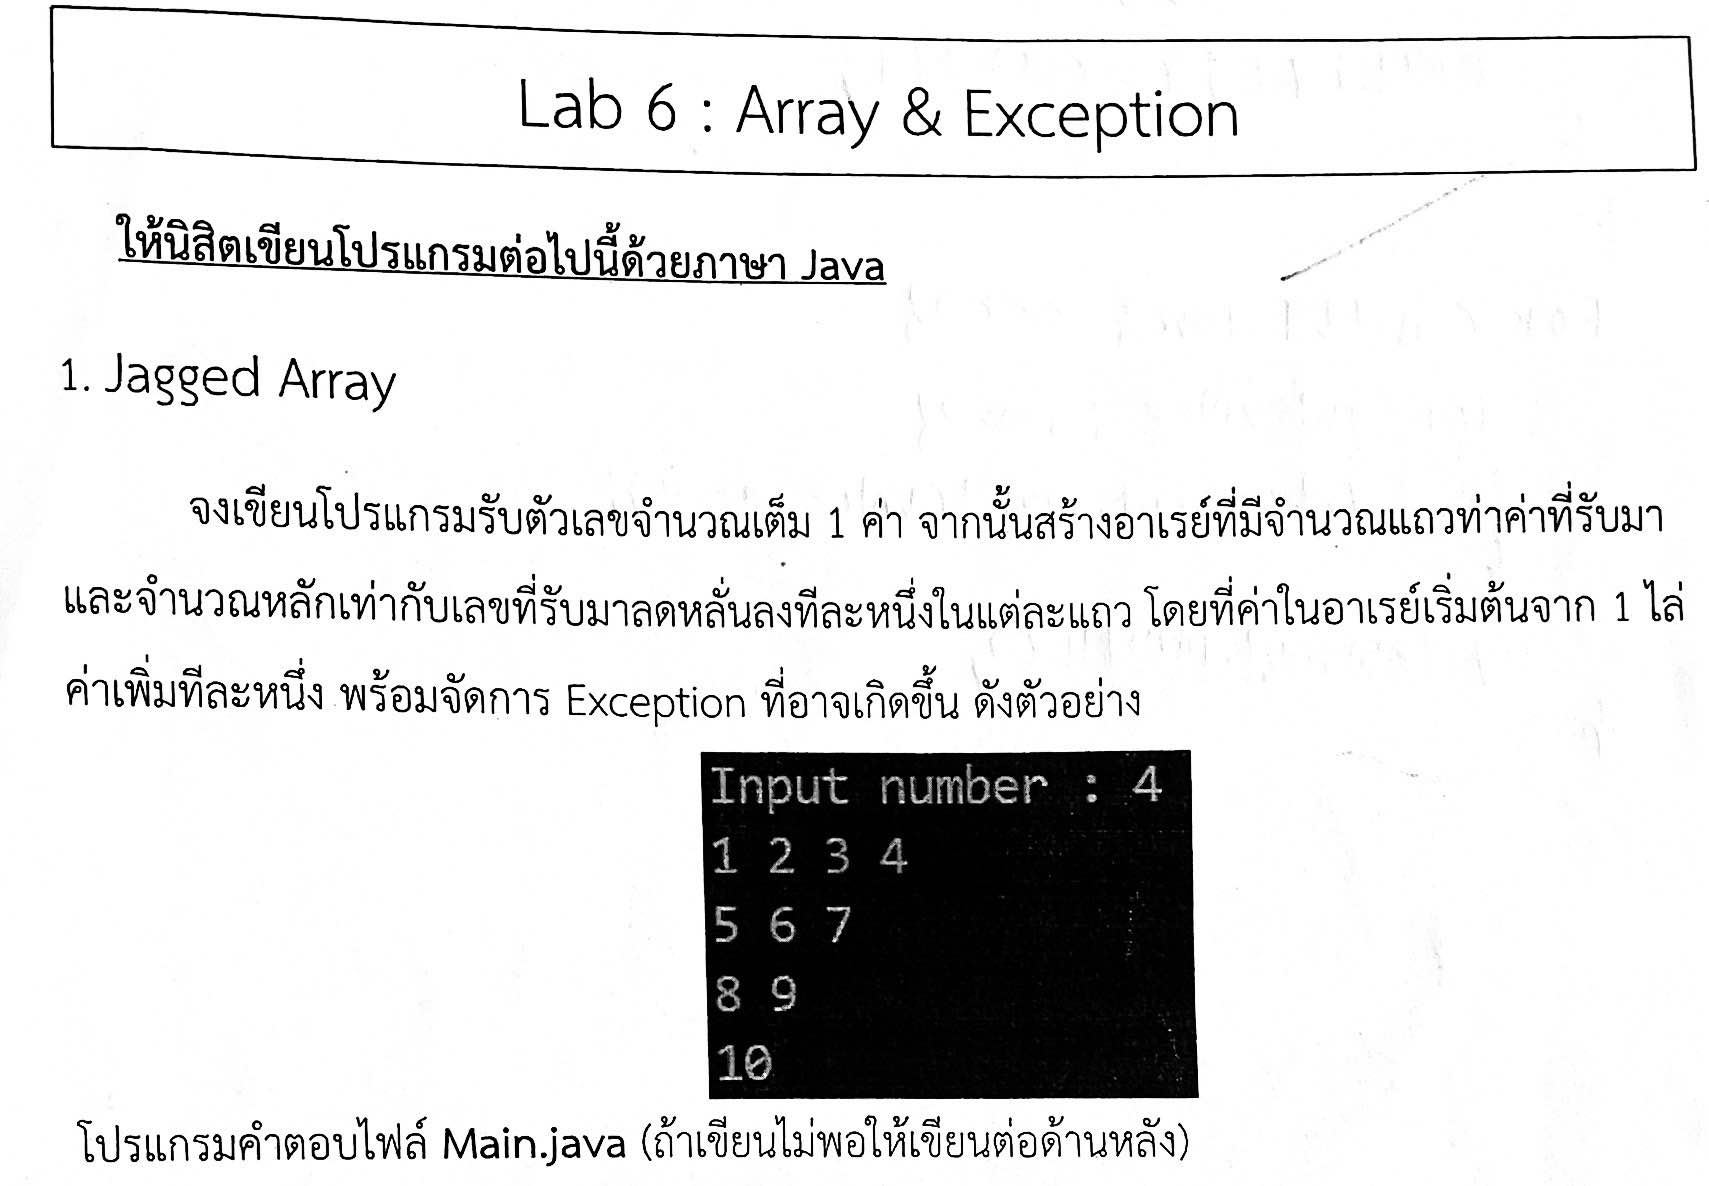 Lab 6 : Array & Exception
ให้นิสิตเขียนโปรแกรมต่อไปนี้ด้วยภาษา Java
1. Jagged Array
จงเขียนโปรแกรมรับตัวเลขจำนวณเต็ม 1 ค่า จากนั้นสร้างอาเรย์ที่มีจำนวณแถวท่าค่าที่รับมา
และจำนวณหลักเท่ากับเลขที่รับมาลดหลั่นลงทีละหนึ่งในแต่ละแถว โดยที่ค่าในอาเรย์เริ่มต้นจาก 1 ไล่
ค่าเพิ่มทีละหนึ่ง พร้อมจัดการ Exception ที่อาจเกิดขึ้น ดังตัวอย่าง
Input number : 4
1 2 3 4
5 6 7
8 9
10
โปรแกรมคำตอบไฟล์ Main.java (ถ้าเขียนไม่พอให้เขียนต่อด้านหลัง)